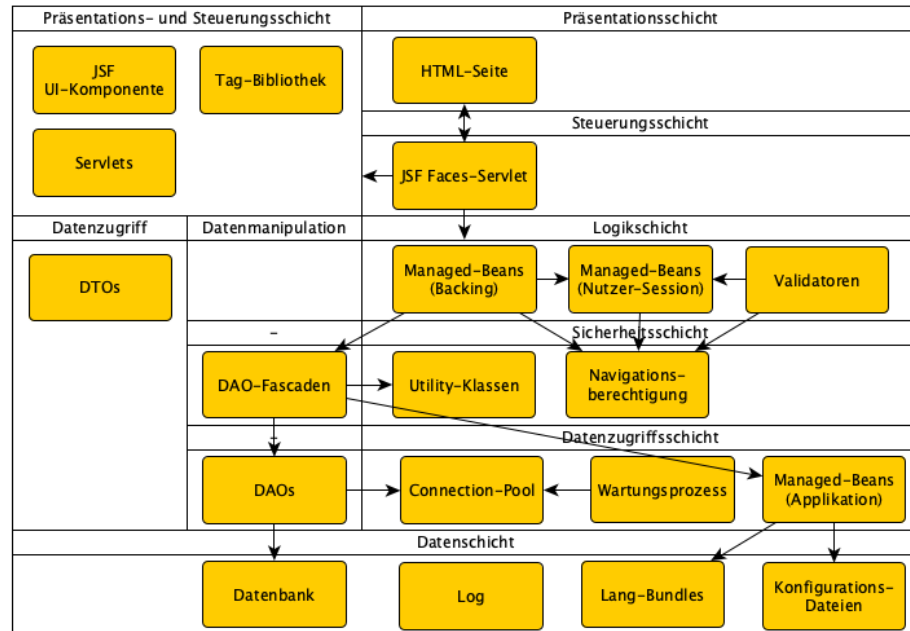 Präsentations- und Steuerungsschicht
Präsentationsschicht
JSF
UI-Komponente
Tag-Bibliothek
HTML-Seite
Steuerungsschicht
Servlets
JSF Faces-Servlet
Datenzugriff
Datenmanipulation
Logikschicht
DTOs
Managed-Beans
(Backing)
Managed-Beans
(Nutzer-Session)
Validatoren
-
Sicherheitsschicht
DAO-Fascaden
Utility-Klassen
Navigations-
berechtigung
-
Datenzugriffsschicht
DAOs
Connection-Pool
Wartungsprozess
Managed-Beans
(Applikation)
Datenschicht
Datenbank
Log
Lang-Bundles
Konfigurations-
Dateien